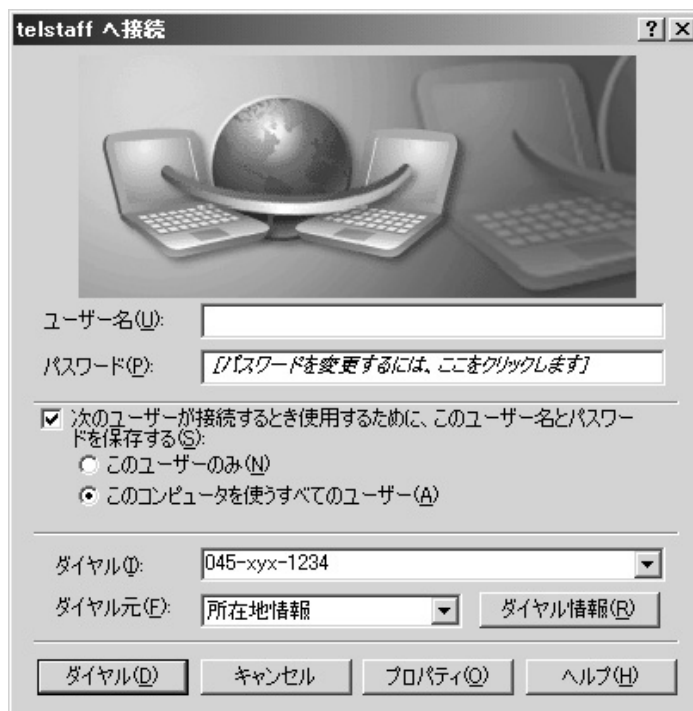 telstaff へ接続
ユーザー名(U):
パスワード(P): [パスワードを変更するには、ここをクリックします]
次のユーザーが接続するとき使用するために、このユーザー名とパスワー
ドを保存する(S):
このユーザーのみ(N)
このコンピュータを使うすべてのユーザー(A)
ダイヤル(I): 045-xyx-1234
ダイヤル元(F): 所在地情報 ダイヤル情報(R)
ダイヤル(D) キャンセル プロパティ(O) ヘルプ(H)